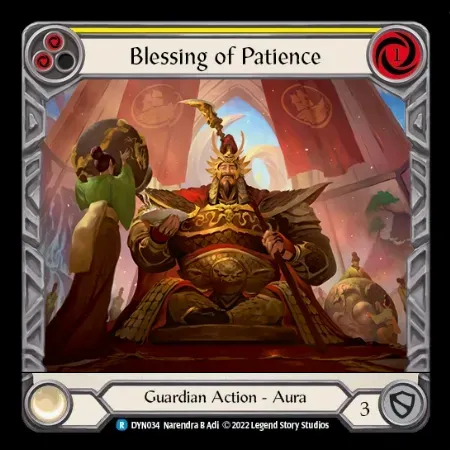 Blessing of Patience
1
Guardian Action - Aura
3
R DYN034 Narendra B Adi ©2022 Legend Story Studios